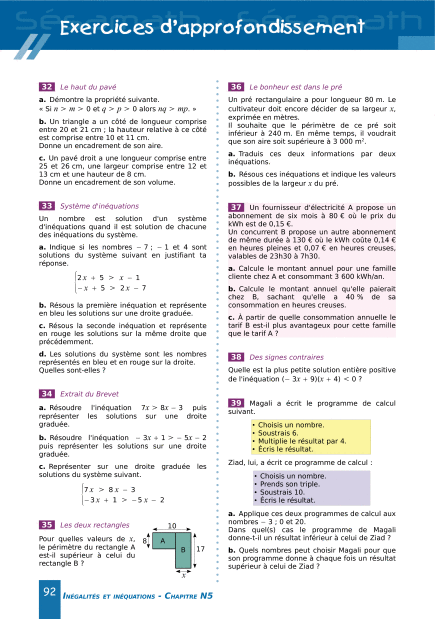 Exercices d'approfondissement
32 Le haut du pavé
a. Démontre la propriété suivante.
« Si n > m > 0 et q > p > 0 alors nq > mp. »
b. Un triangle a un côté de longueur comprise
entre 20 et 21 cm ; la hauteur relative à ce côté
est comprise entre 10 et 11 cm.
Donne un encadrement de son aire.
c. Un pavé droit a une longueur comprise entre
25 et 26 cm, une largeur comprise entre 12 et
13 cm et une hauteur de 8 cm.
Donne un encadrement de son volume.
33 Système d'inéquations
Un nombre est solution d'un système
d'inéquations quand il est solution de chacune
des inéquations du système.
a. Indique si les nombres − 7 ; − 1 et 4 sont
solutions du système suivant en justifiant ta
réponse.
2x + 5 > x − 1
−x + 5 > 2x − 7
b. Résous la première inéquation et représente
en bleu les solutions sur une droite graduée.
c. Résous la seconde inéquation et représente
en rouge les solutions sur la même droite que
précédemment.
d. Les solutions du système sont les nombres
représentés en bleu et en rouge sur la droite.
Quelles sont-elles ?
34 Extrait du Brevet
a. Résoudre l'inéquation 7x > 8x − 3 puis
représenter les solutions sur une droite
graduée.
b. Résoudre l'inéquation − 3x + 1 > − 5x − 2
puis représenter les solutions sur une droite
graduée.
c. Représenter sur une droite graduée les
solutions du système suivant.
7x > 8x − 3
−3x + 1 > −5x − 2
35 Les deux rectangles
Pour quelles valeurs de x,
le périmètre du rectangle A
est-il supérieur à celui du
rectangle B ?
10
8
A
B
17
x
36 Le bonheur est dans le pré
Un pré rectangulaire a pour longueur 80 m. Le
cultivateur doit encore décider de sa largeur x,
exprimée en mètres.
Il souhaite que le périmètre de ce pré soit
inférieur à 240 m. En même temps, il voudrait
que son aire soit supérieure à 3 000 m².
a. Traduis ces deux informations par deux
inéquations.
b. Résous ces inéquations et indique les valeurs
possibles de la largeur x du pré.
37 Un fournisseur d'électricité A propose un
abonnement de six mois à 80 € où le prix du
kWh est de 0,15 €.
Un concurrent B propose un autre abonnement
de même durée à 130 € où le kWh coûte 0,14 €
en heures pleines et 0,07 € en heures creuses,
valables de 23h30 à 7h30.
a. Calcule le montant annuel pour une famille
cliente chez A et consommant 3 600 kWh/an.
b. Calcule le montant annuel qu'elle paierait
chez B, sachant qu'elle a 40 % de sa
consommation en heures creuses.
c. À partir de quelle consommation annuelle le
tarif B est-il plus avantageux pour cette famille
que le tarif A ?
38 Des signes contraires
Quelle est la plus petite solution entière positive
de l'inéquation (− 3x + 9)(x + 4) < 0 ?
39 Magali a écrit le programme de calcul
suivant.
• Choisis un nombre.
• Soustrais 6.
• Multiplie le résultat par 4.
• Écris le résultat.
Ziad, lui, a écrit ce programme de calcul :
• Choisis un nombre.
• Prends son triple.
• Soustrais 10.
• Écris le résultat.
a. Applique ces deux programmes de calcul aux
nombres − 3 ; 0 et 20.
Dans quel(s) cas le programme de Magali
donne-t-il un résultat inférieur à celui de Ziad ?
b. Quels nombres peut choisir Magali pour que
son programme donne à chaque fois un résultat
supérieur à celui de Ziad ?
92 INÉGALITÉS ET INÉQUATIONS - CHAPITRE N5